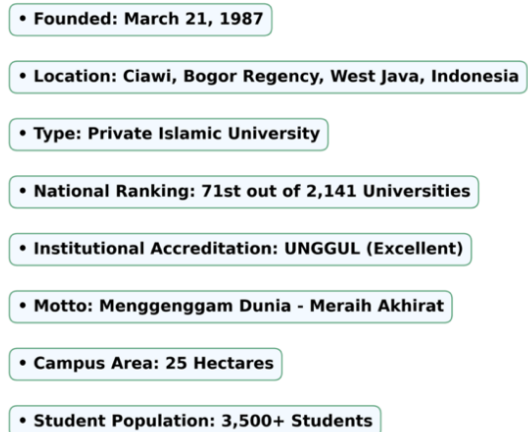 • Founded: March 21, 1987
• Location: Ciawi, Bogor Regency, West Java, Indonesia
• Type: Private Islamic University
• National Ranking: 71st out of 2,141 Universities
• Institutional Accreditation: UNGGUL (Excellent)
• Motto: Menggenggam Dunia - Meraih Akhirat
• Campus Area: 25 Hectares
• Student Population: 3,500+ Students